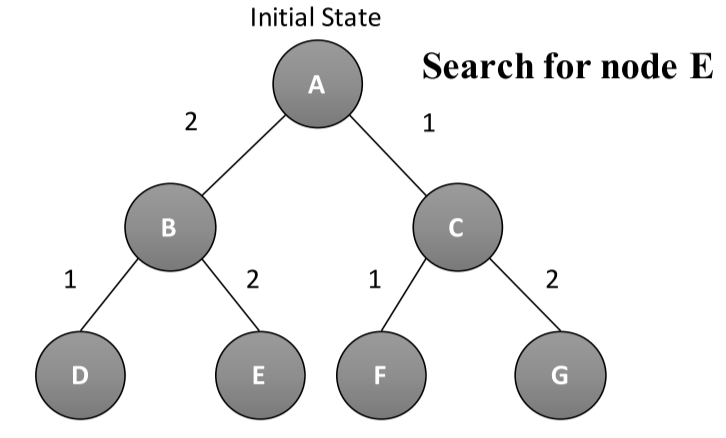 Initial State
Search for node E
A
2
1
B
C
1
2
1
2
D
E
F
G